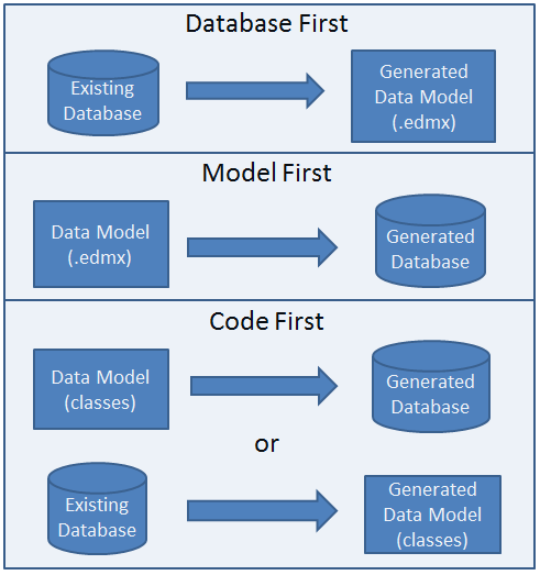 Database First
Existing
Database
Generated
Data Model
(.edmx)
Model First
Data Model
(.edmx)
Generated
Database
Code First
Data Model
(classes)
Generated
Database
or
Existing
Database
Generated
Data Model
(classes)